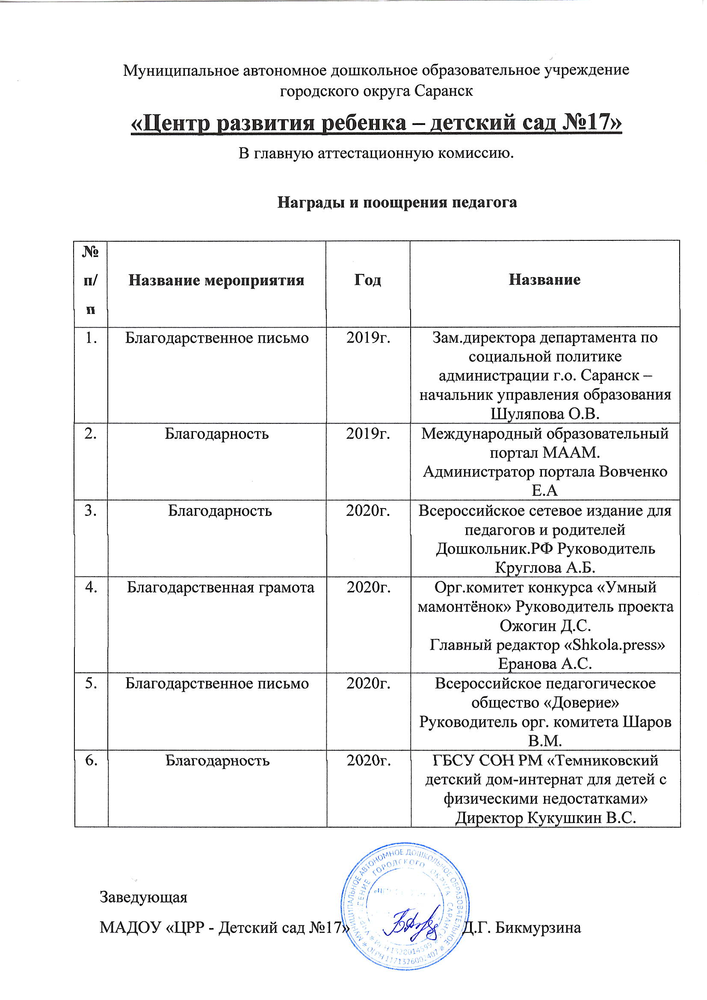 Муниципальное автономное дошкольное образовательное учреждение
городского округа Саранск
«Центр развития ребенка – детский сад №17»
В главную аттестационную комиссию.
Награды и поощрения педагога
№
п/
п
Название мероприятия
Год
Название
1.
Благодарственное письмо
2019г.
Зам.директора департамента по
социальной политике
администрации г.о. Саранск –
начальник управления образования
Шуляпова О.В.
2.
Благодарность
2019г.
Международный образовательный
портал МААМ.
Администратор портала Вовченко
Е.А
3.
Благодарность
2020г.
Всероссийское сетевое издание для
педагогов и родителей
Дошкольник.РФ Руководитель
Круглова А.Б.
4.
Благодарственная грамота
2020г.
Орг.комитет конкурса «Умный
мамонтёнок» Руководитель проекта
Ожогин Д.С.
Главный редактор «Shkola.press»
Еранова А.С.
5.
Благодарственное письмо
2020г.
Всероссийское педагогическое
общество «Доверие»
Руководитель орг. комитета Шаров
В.М.
6.
Благодарность
2020г.
ГБСУ СОН РМ «Темниковский
детский дом-интернат для детей с
физическими недостатками»
Директор Кукушкин В.С.
Заведующая
МАДОУ «ЦРР - Детский сад №17»
Д.Г. Бикмурзина
МУНИЦИПАЛЬНОЕ АВТОНОМНОЕ ДОШКОЛЬНОЕ ОБРАЗОВАТЕЛЬНОЕ
ГОРОДСКОГО ОКРУГА САРАНСК
ОГРН 1171326002407